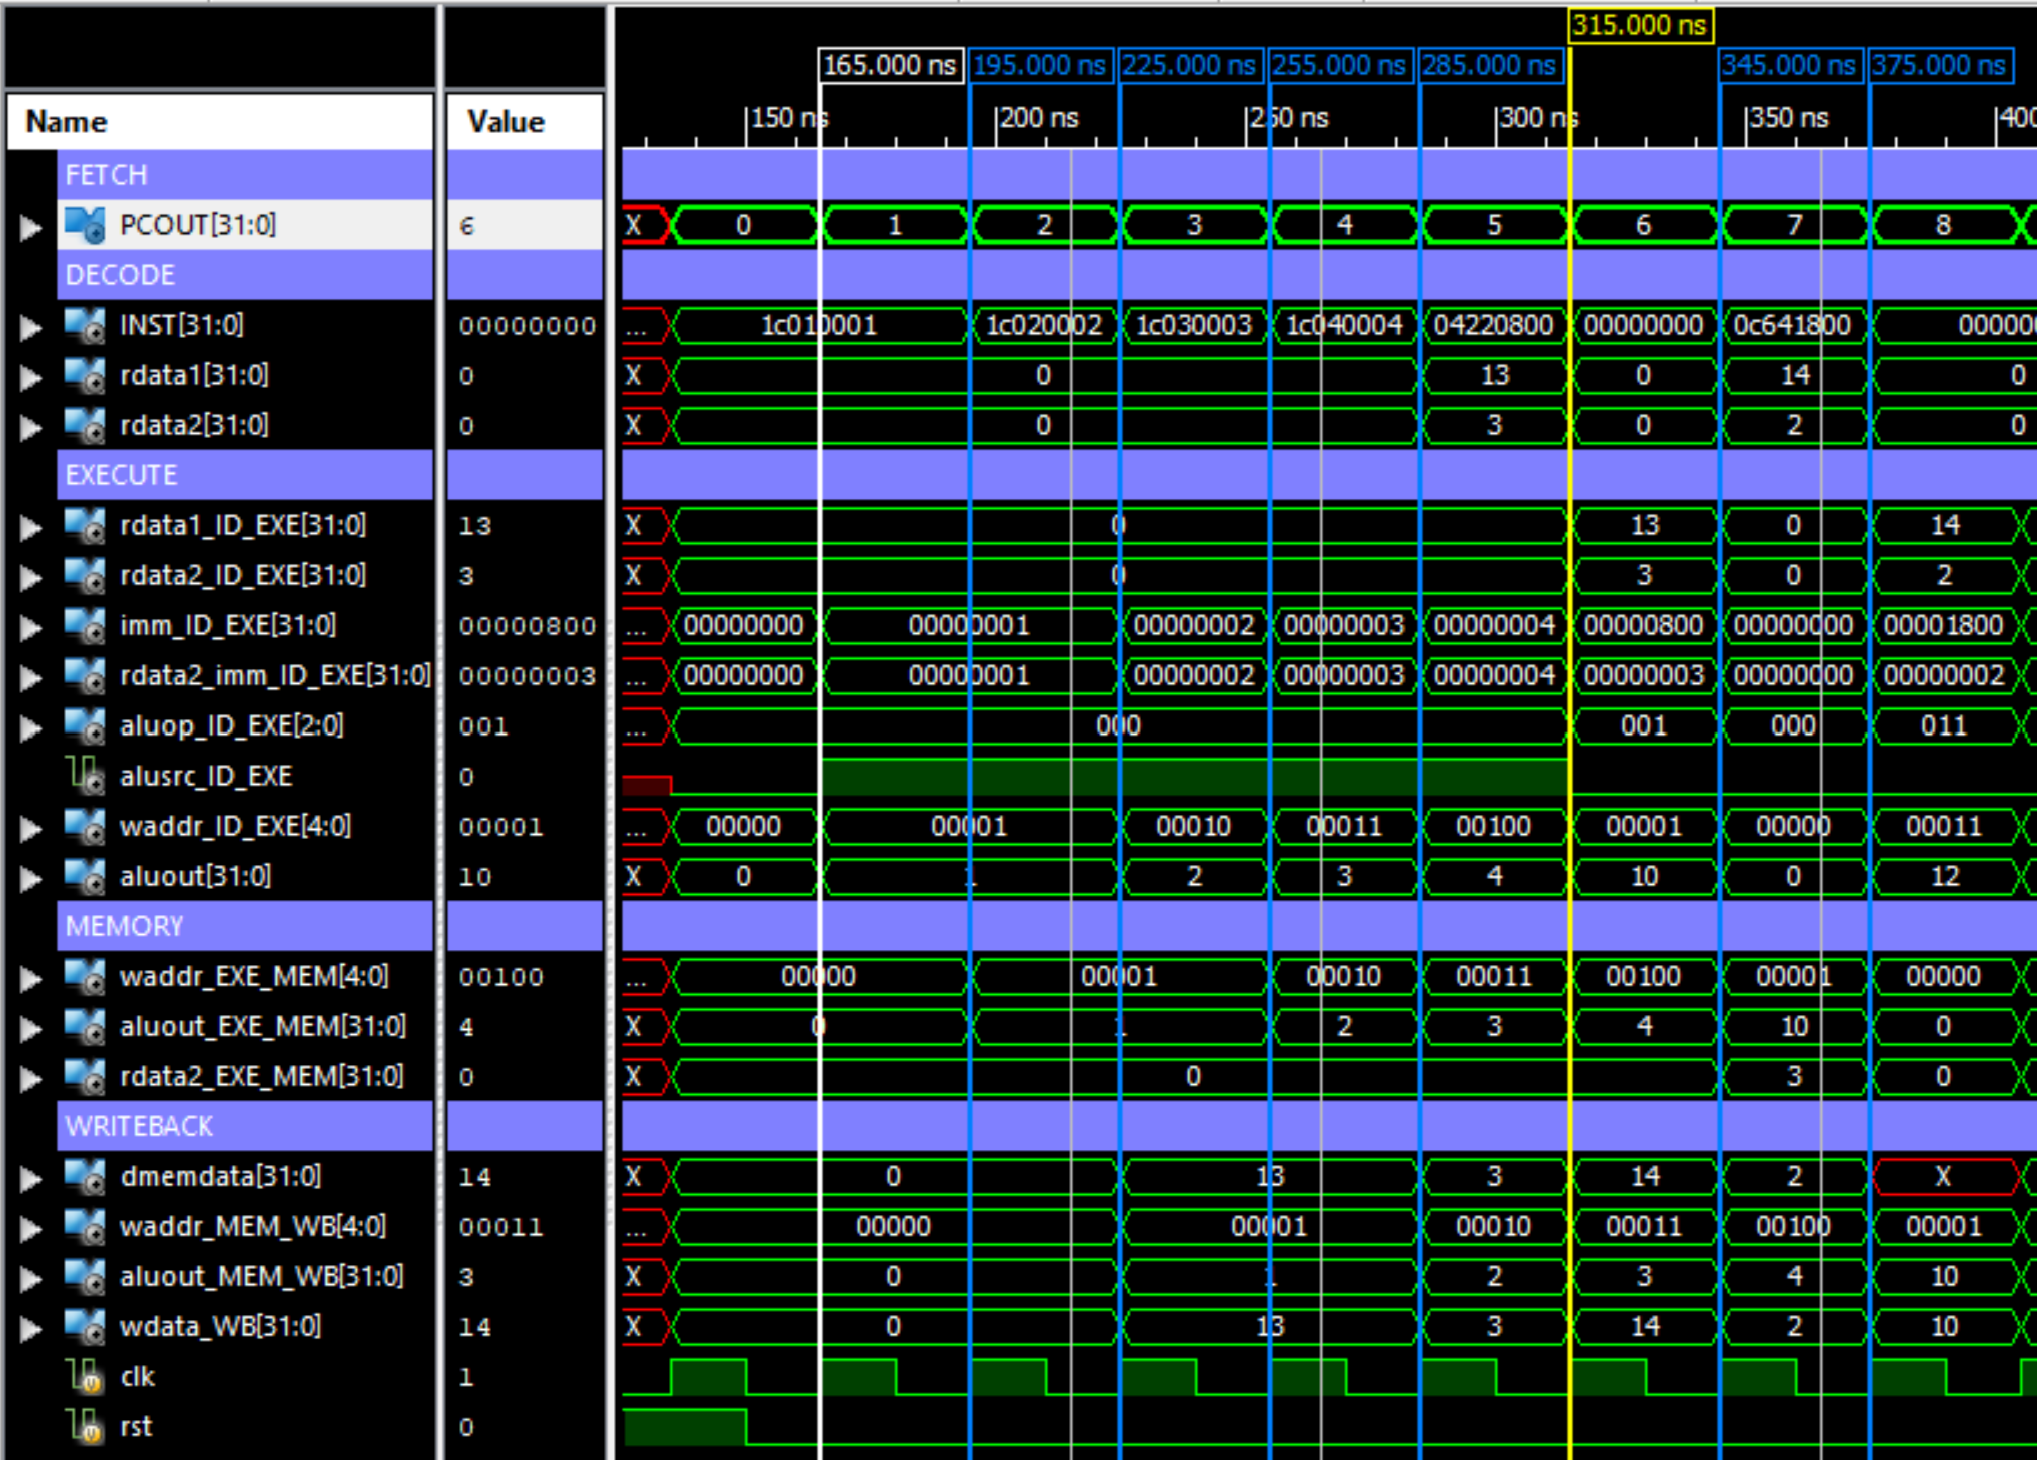 315.000 ns
165.000 ns 195.000 ns 225.000 ns 255.000 ns 285.000 ns 345.000 ns 375.000 ns
Name Value 150 ns 200 ns 250 ns 300 ns 350 ns 400
FETCH
PCOUT[31:0] 6 X 0 1 2 3 4 5 6 7 8
DECODE
INST[31:0] 00000000 ... 1c010001 1c020002 1c030003 1c040004 04220800 00000000 0c641800 00000
rdata1[31:0] 0 X 0 13 0 14 0
rdata2[31:0] 0 X 0 3 0 2 0
EXECUTE
rdata1_ID_EXE[31:0] 13 X 0 13 0 14
rdata2_ID_EXE[31:0] 3 X 0 3 0 2
imm_ID_EXE[31:0] 00000800 ... 00000000 00000001 00000002 00000003 00000004 00000800 00000000 00001800
rdata2_imm_ID_EXE[31:0] 00000003 ... 00000000 00000001 00000002 00000003 00000004 00000003 00000000 00000002
aluop_ID_EXE[2:0] 001 ... 000 001 000 011
alusrc_ID_EXE 0
waddr_ID_EXE[4:0] 00001 ... 00000 00001 00010 00011 00100 00001 00000 00011
aluout[31:0] 10 X 0 1 2 3 4 10 0 12
MEMORY
waddr_EXE_MEM[4:0] 00100 ... 00000 00001 00010 00011 00100 00001 00000
aluout_EXE_MEM[31:0] 4 X 0 1 2 3 4 10 0
rdata2_EXE_MEM[31:0] 0 X 0 3 0
WRITEBACK
dmemdata[31:0] 14 X 0 13 3 14 2 X
waddr_MEM_WB[4:0] 00011 ... 00000 00001 00010 00011 00100 00001
aluout_MEM_WB[31:0] 3 X 0 1 2 3 4 10
wdata_WB[31:0] 14 X 0 13 3 14 2 10
clk 1
rst 0